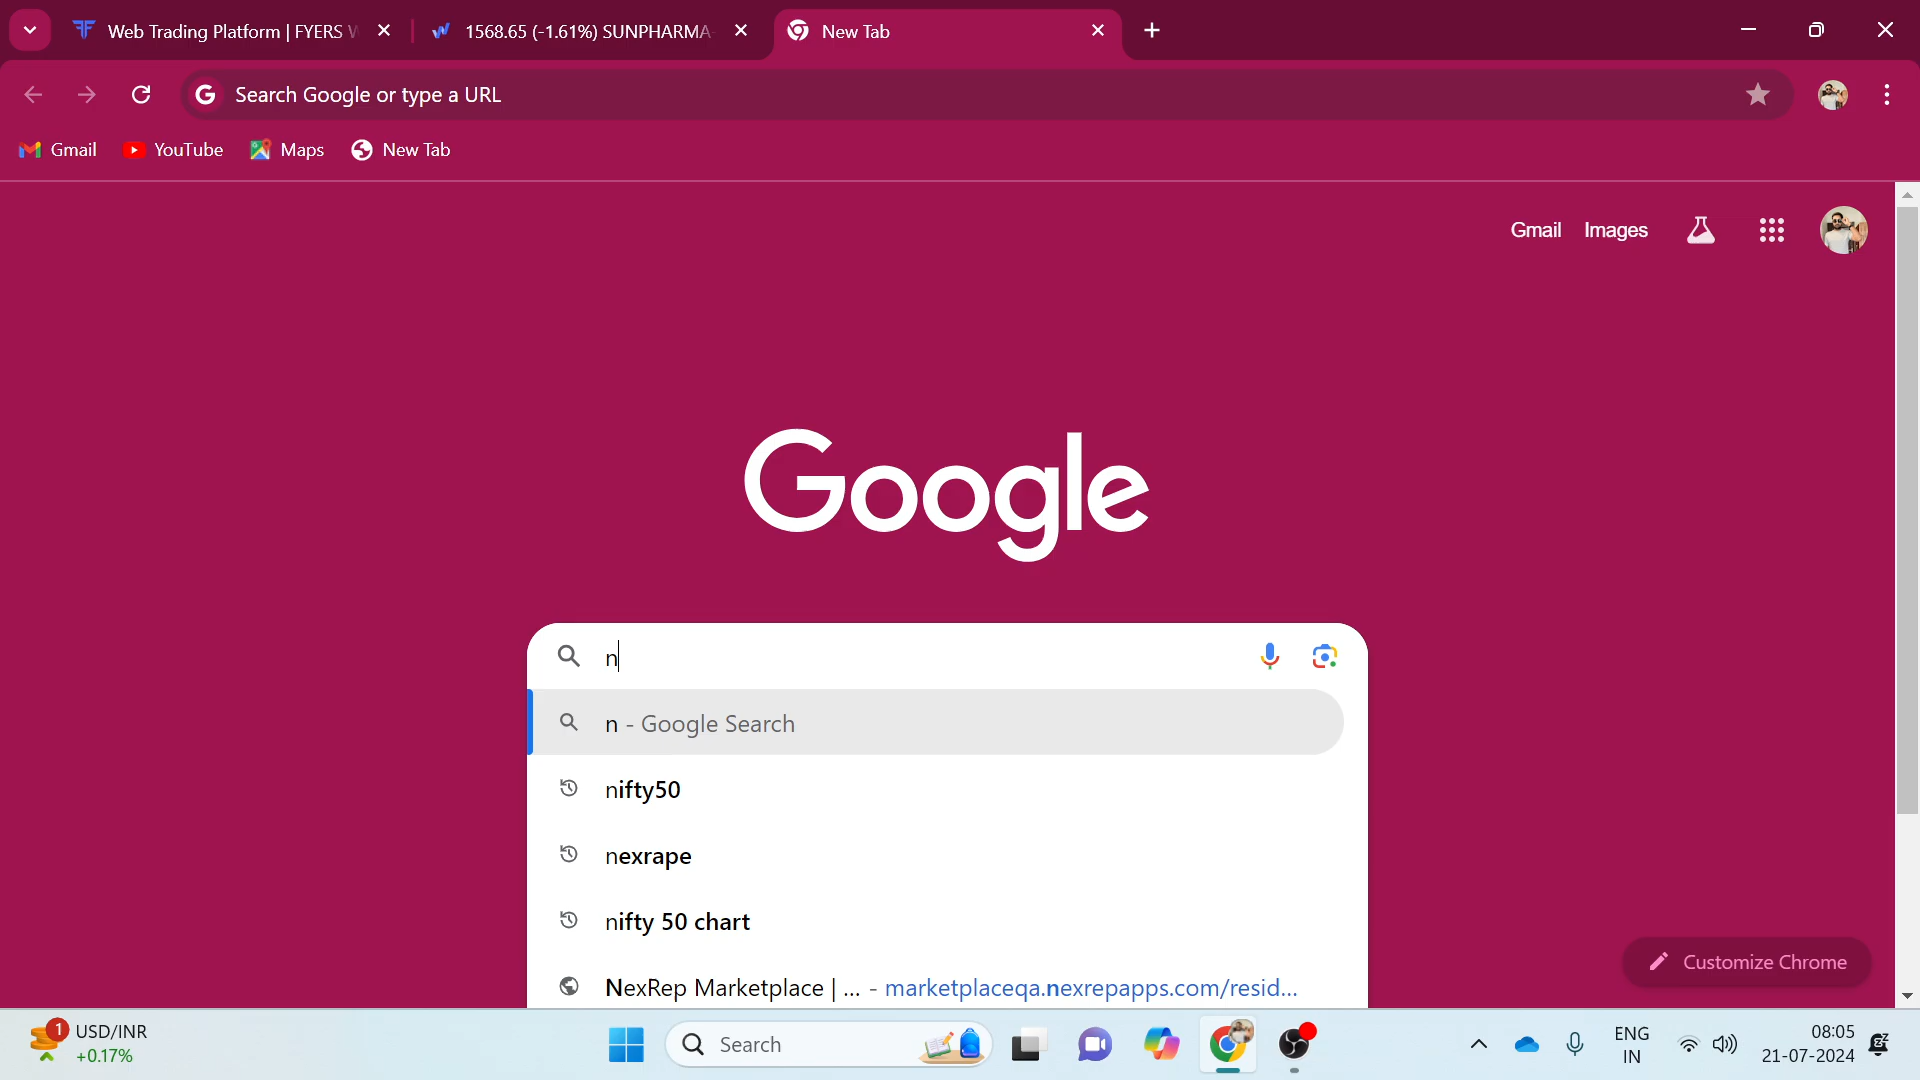 Web Trading Platform | FYERS W
1568.65 (-1.61%) SUNPHARMA
New Tab
Search Google or type a URL
Gmail
YouTube
Maps
New Tab
Gmail
Images
Google
n
n - Google Search
nifty50
nexrape
nifty 50 chart
NexRep Marketplace | ... - marketplaceqa.nexrepapps.com/resid...
Customize Chrome
1
USD/INR
+0.17%
Search
ENG
IN
08:05
21-07-2024